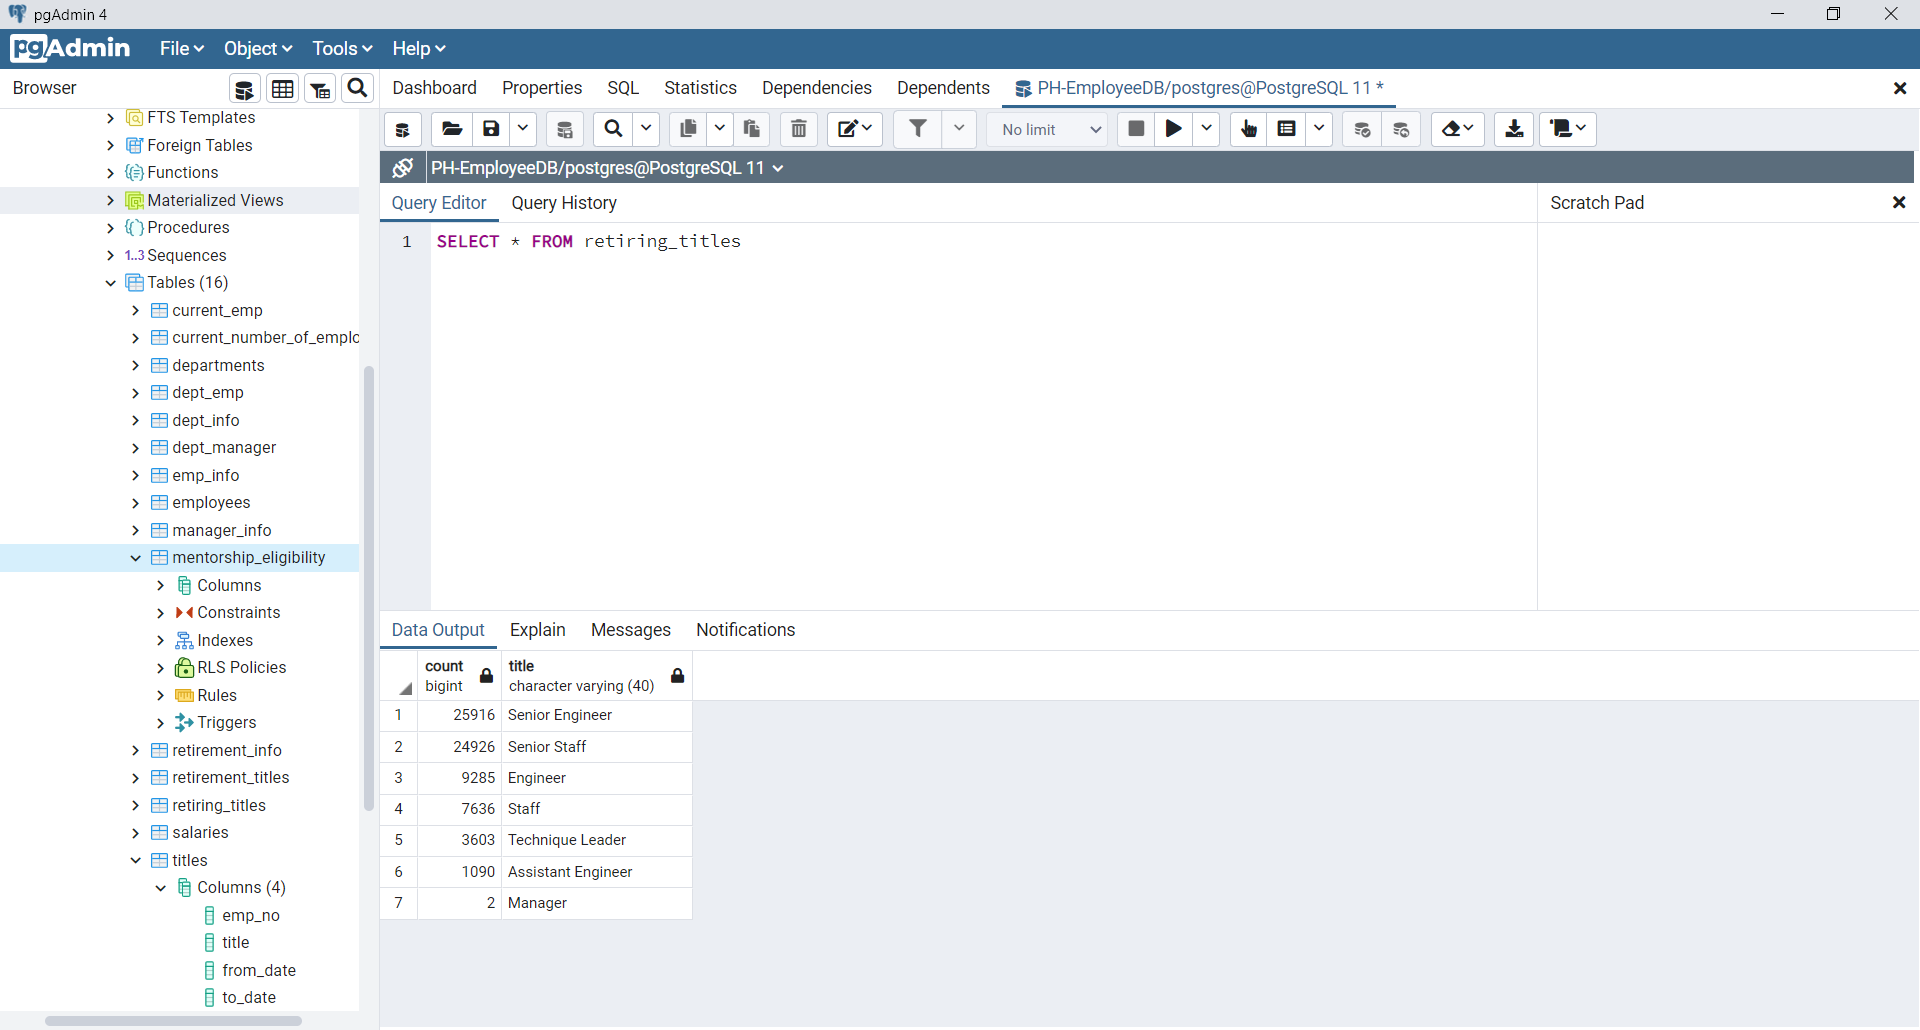 pgAdmin 4
pgAdmin File Object Tools Help
Browser
Dashboard Properties SQL Statistics Dependencies Dependents PH-EmployeeDB/postgres@PostgreSQL 11 *
No limit
PH-EmployeeDB/postgres@PostgreSQL 11
Query Editor Query History
Scratch Pad
1 SELECT * FROM retiring_titles
FTS Templates
Foreign Tables
Functions
Materialized Views
Procedures
1..3 Sequences
Tables (16)
current_emp
current_number_of_emplo
departments
dept_emp
dept_info
dept_manager
emp_info
employees
manager_info
mentorship_eligibility
Columns
Constraints
Indexes
RLS Policies
Rules
Triggers
retirement_info
retirement_titles
retiring_titles
salaries
titles
Columns (4)
emp_no
title
from_date
to_date
Data Output Explain Messages Notifications
count title
bigint character varying (40)
1 25916 Senior Engineer
2 24926 Senior Staff
3 9285 Engineer
4 7636 Staff
5 3603 Technique Leader
6 1090 Assistant Engineer
7 2 Manager